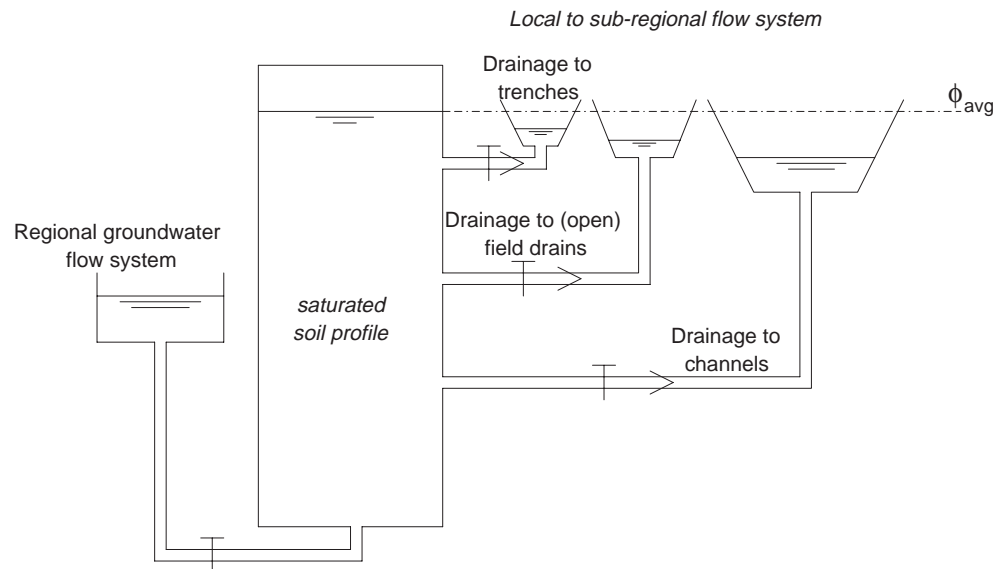 Local to sub-regional flow system
Drainage to
trenches
ϕavg
Drainage to (open)
field drains
Regional groundwater
flow system
saturated
soil profile
Drainage to
channels